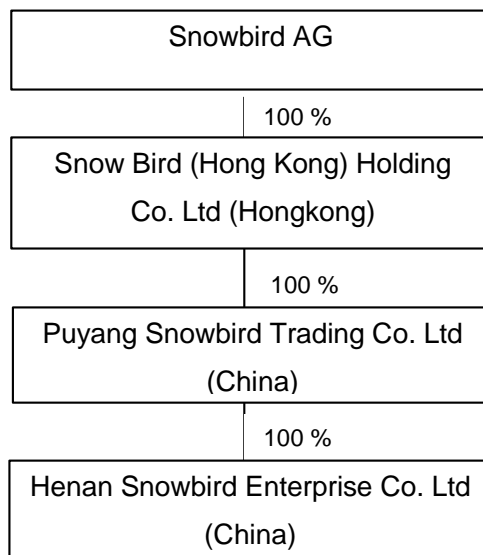 Snowbird AG
100 %
Snow Bird (Hong Kong) Holding
Co. Ltd (Hongkong)
100 %
Puyang Snowbird Trading Co. Ltd
(China)
100 %
Henan Snowbird Enterprise Co. Ltd
(China)